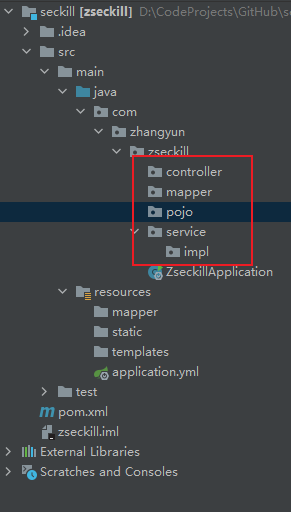 seckill [zseckill] D:\CodeProjects\GitHub\se
.idea
src
main
java
com
zhangyun
zseckill
controller
mapper
pojo
service
impl
ZseckillApplication
resources
mapper
static
templates
application.yml
test
pom.xml
zseckill.iml
External Libraries
Scratches and Consoles